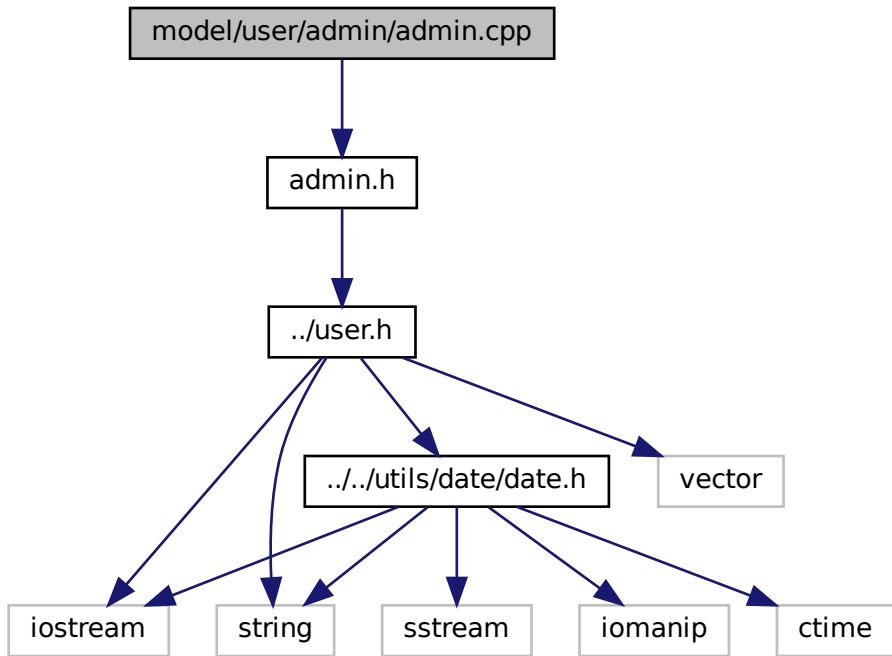 model/user/admin/admin.cpp
admin.h
../user.h
../../utils/date/date.h
vector
iostream
string
sstream
iomanip
ctime